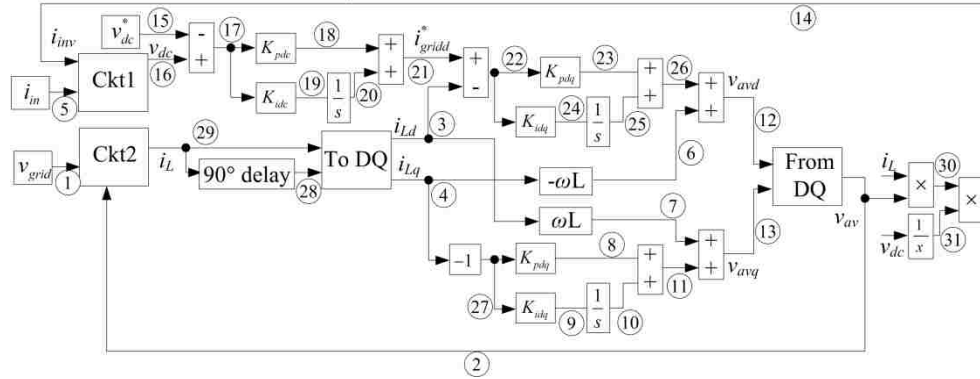 14
15
17
18
i*gridd
i_inv
v*_dc
-
+
v_dc
16
K_pdc
+
+
21
Ckt1
19
20
K_idc
1/s
i_in
5
+
-
22
23
K_pdq
+
+
26
+
+
v_avd
24
25
K_idq
1/s
12
29
i_Ld
3
6
Ckt2
i_L
To DQ
i_Lq
From DQ
i_L
30
v_grid
1
90° delay
28
4
-ωL
×
×
ωL
7
13
v_av
v_dc
1/x
31
-1
K_pdq
8
+
+
+
+
v_avq
11
27
K_idq
9
1/s
10
2